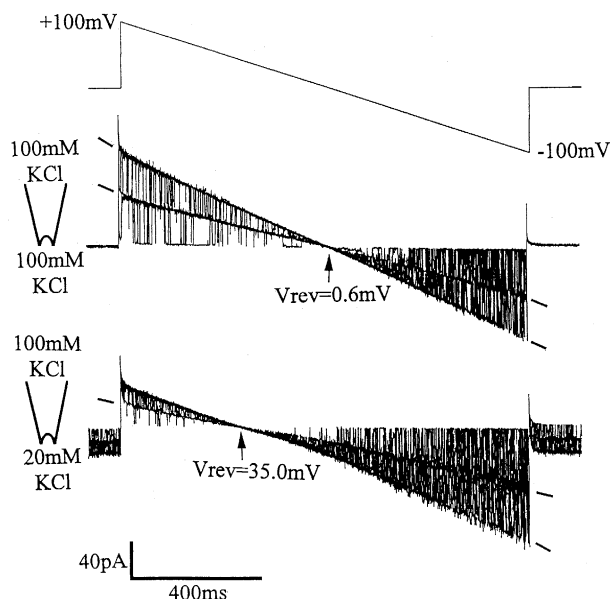 +100mV
-100mV
100mM
KCl
100mM
KCl
Vrev=0.6mV
100mM
KCl
20mM
KCl
Vrev=35.0mV
40pA
400ms